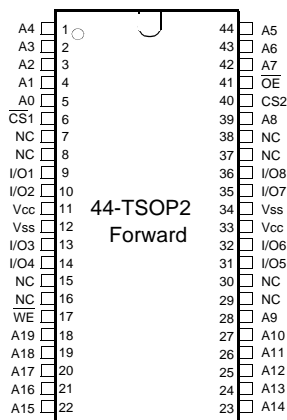 A4 1 44 A5
A3 2 43 A6
A2 3 42 A7
A1 4 41 OE
A0 5 40 CS2
CS1 6 39 A8
NC 7 38 NC
NC 8 37 NC
I/O1 9 36 I/O8
I/O2 10 35 I/O7
Vcc 11 34 Vss
Vss 12 33 Vcc
I/O3 13 32 I/O6
I/O4 14 31 I/O5
NC 15 30 NC
NC 16 29 NC
WE 17 28 A9
A19 18 27 A10
A18 19 26 A11
A17 20 25 A12
A16 21 24 A13
A15 22 23 A14
44-TSOP2
Forward